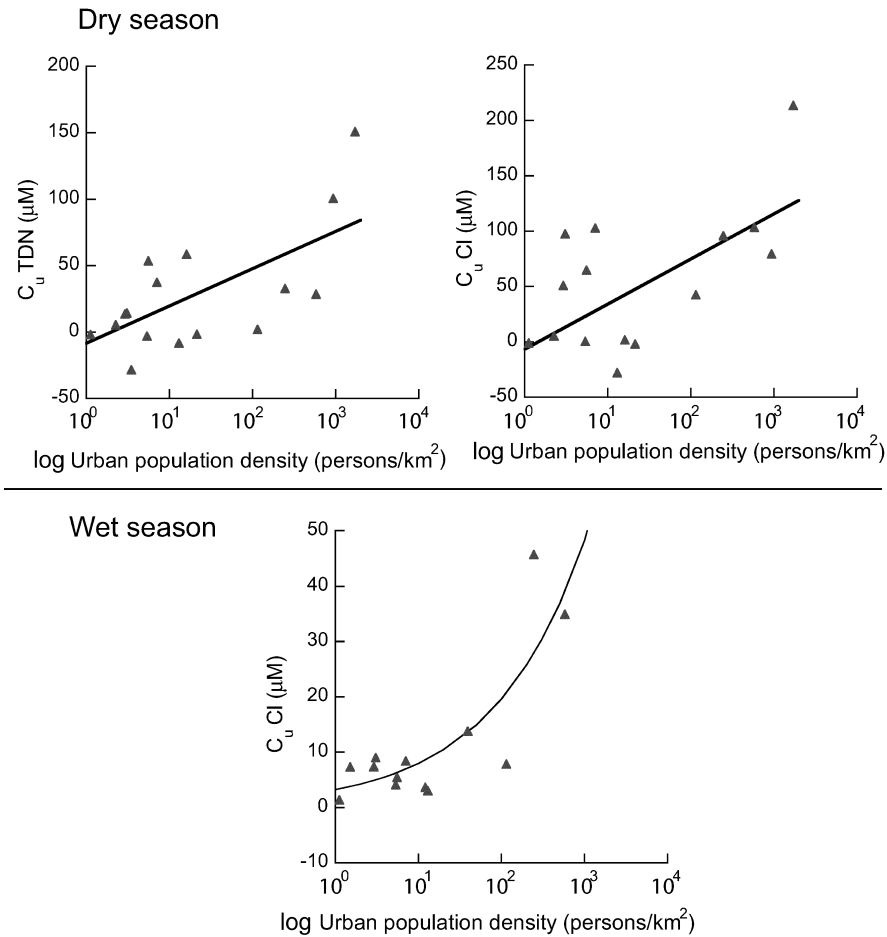 Dry season
200
150
100
50
0
-50
C_u TDN (μM)
10^0 10^1 10^2 10^3 10^4
log Urban population density (persons/km^2)
250
200
150
100
50
0
-50
C_u Cl (μM)
10^0 10^1 10^2 10^3 10^4
log Urban population density (persons/km^2)
Wet season
50
40
30
20
10
0
-10
C_u Cl (μM)
10^0 10^1 10^2 10^3 10^4
log Urban population density (persons/km^2)